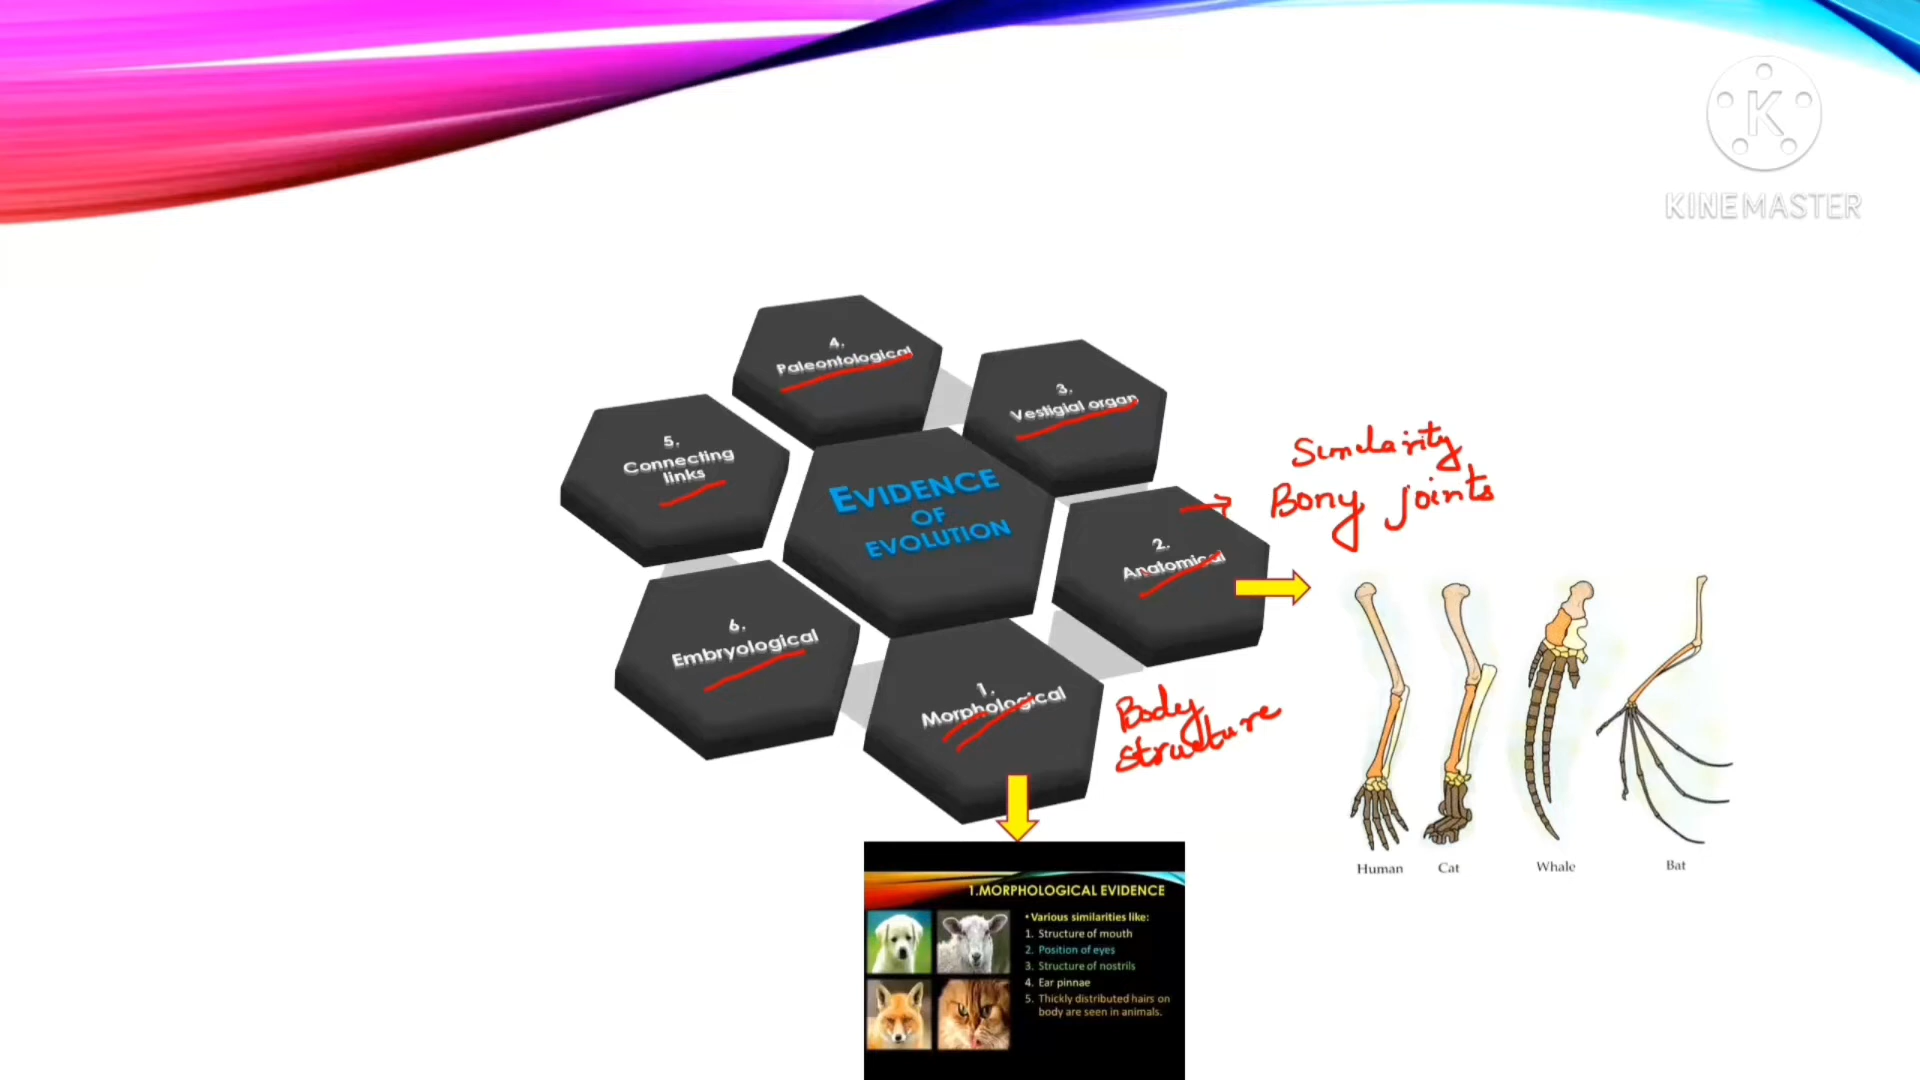 K
KINEMASTER
4.
Paleontological
3.
Vestigial organ
5.
Connecting
links
EVIDENCE
OF
EVOLUTION
Similarity
Bony joints
2.
Anatomical
6.
Embryological
1.
Morphological
Body
structure
Human
Cat
Whale
Bat
1.MORPHOLOGICAL EVIDENCE
• Various similarities like:
1. Structure of mouth
2. Position of eyes
3. Structure of nostrils
4. Ear pinnae
5. Thickly distributed hairs on
body are seen in animals.